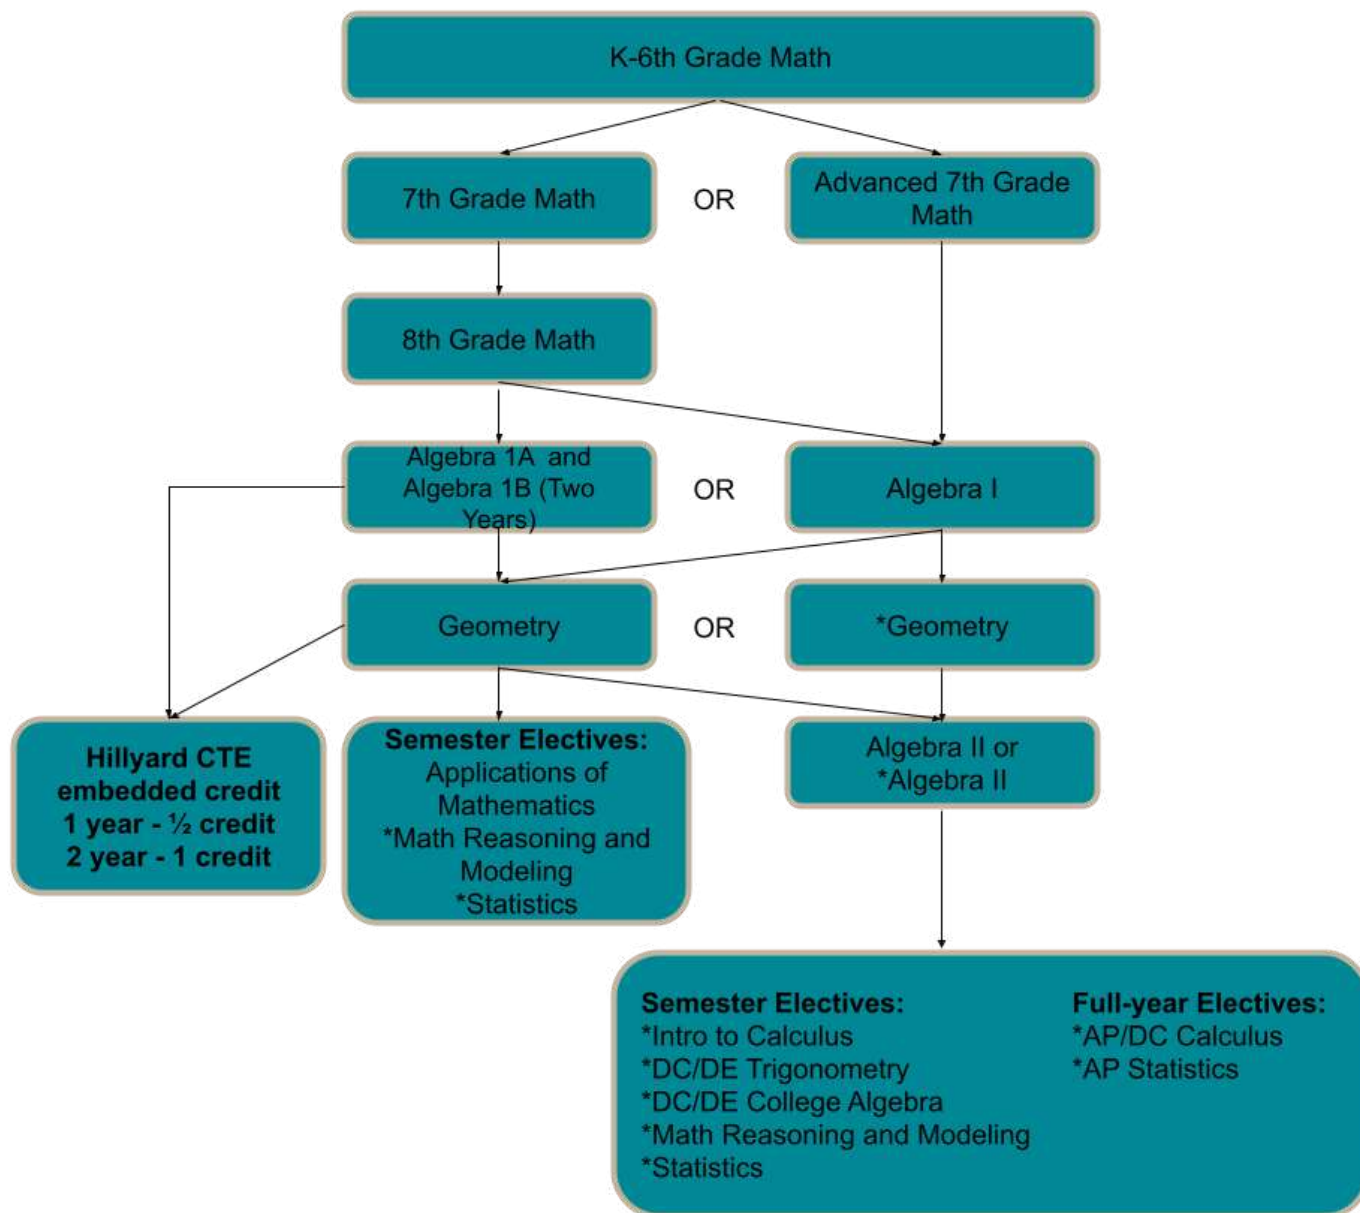 K-6th Grade Math
7th Grade Math
OR
Advanced 7th Grade
Math
8th Grade Math
Algebra 1A and
Algebra 1B (Two
Years)
OR
Algebra I
Geometry
OR
*Geometry
Hillyard CTE
embedded credit
1 year - ½ credit
2 year - 1 credit
Semester Electives:
Applications of
Mathematics
*Math Reasoning and
Modeling
*Statistics
Algebra II or
*Algebra II
Semester Electives:
*Intro to Calculus
*DC/DE Trigonometry
*DC/DE College Algebra
*Math Reasoning and Modeling
*Statistics
Full-year Electives:
*AP/DC Calculus
*AP Statistics